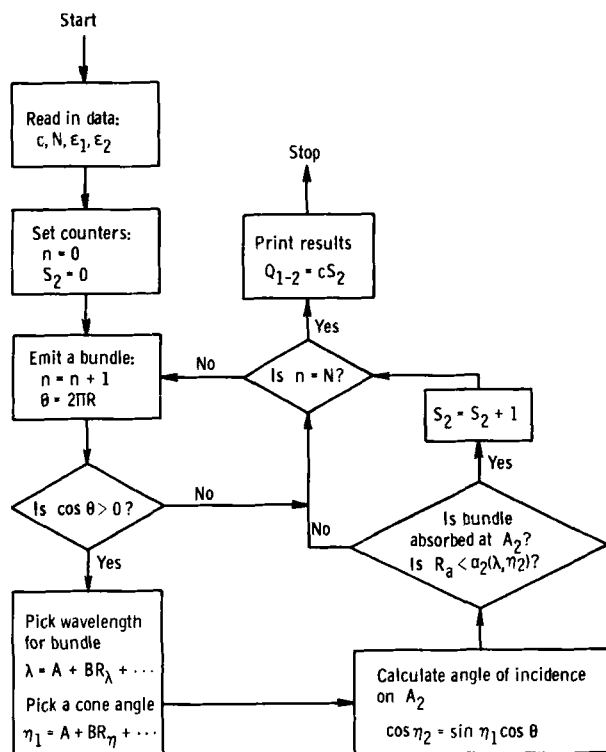 Start
Read in data:
c, N, ε₁, ε₂
Set counters:
n = 0
S₂ = 0
Emit a bundle:
n = n + 1
θ = 2πR
Is cos θ > 0 ?
No
Yes
Pick wavelength
for bundle
λ = A + BR_λ + ···
Pick a cone angle
η₁ = A + BR_η + ···
Calculate angle of incidence
on A₂
cos η₂ = sin η₁ cos θ
Is bundle
absorbed at A₂?
Is Rₐ < α₂(λ, η₂)?
No
Yes
S₂ = S₂ + 1
Is n = N?
No
Yes
Print results
Q₁₋₂ = cS₂
Stop